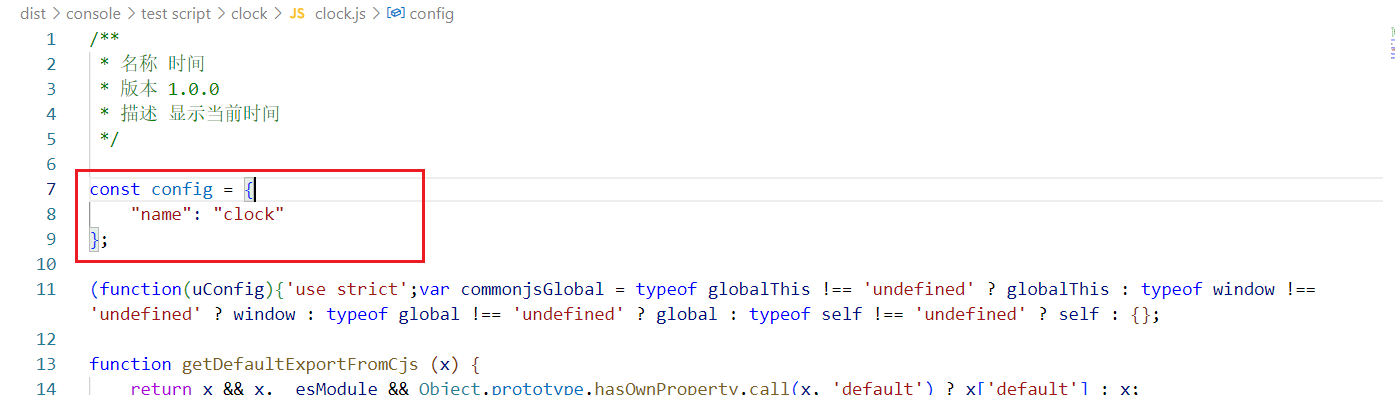 dist > console > test script > clock > JS clock.js > config
1 /**
2 * 名称 时间
3 * 版本 1.0.0
4 * 描述 显示当前时间
5 */
6
7 const config = {
8 "name": "clock"
9 };
10
11 (function(uConfig){'use strict';var commonjsGlobal = typeof globalThis !== 'undefined' ? globalThis : typeof window !==
'undefined' ? window : typeof global !== 'undefined' ? global : typeof self !== 'undefined' ? self : {};
12
13 function getDefaultExportFromCjs (x) {
14 return x && x.__esModule && Object.prototype.hasOwnProperty.call(x, 'default') ? x['default'] : x;